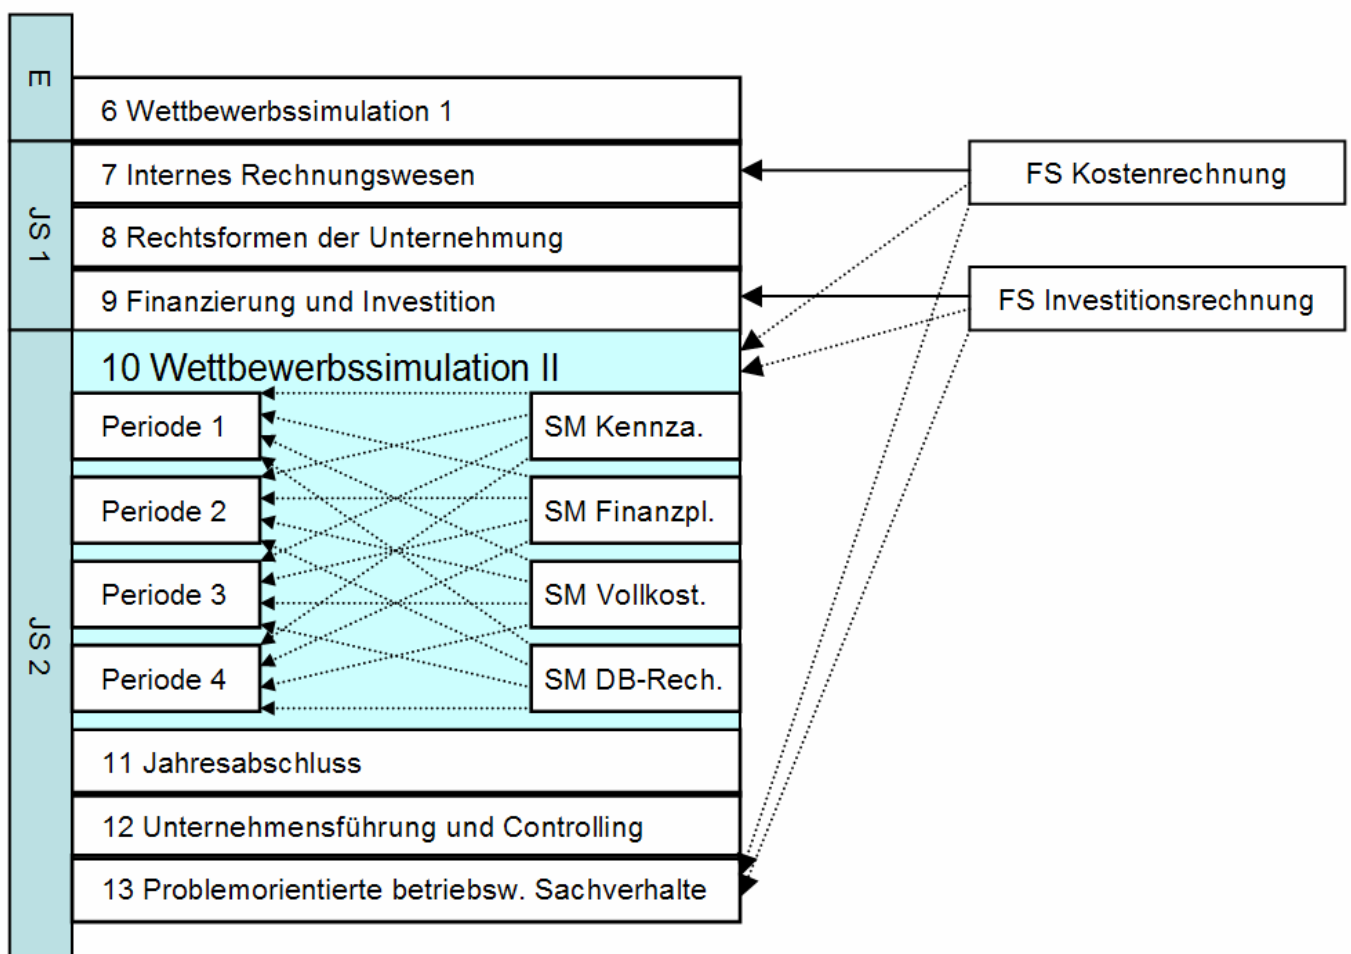 E
6 Wettbewerbssimulation 1
JS 1
7 Internes Rechnungswesen
FS Kostenrechnung
8 Rechtsformen der Unternehmung
9 Finanzierung und Investition
FS Investitionsrechnung
JS 2
10 Wettbewerbssimulation II
Periode 1
SM Kennza.
Periode 2
SM Finanzpl.
Periode 3
SM Vollkost.
Periode 4
SM DB-Rech.
11 Jahresabschluss
12 Unternehmensführung und Controlling
13 Problemorientierte betriebsw. Sachverhalte